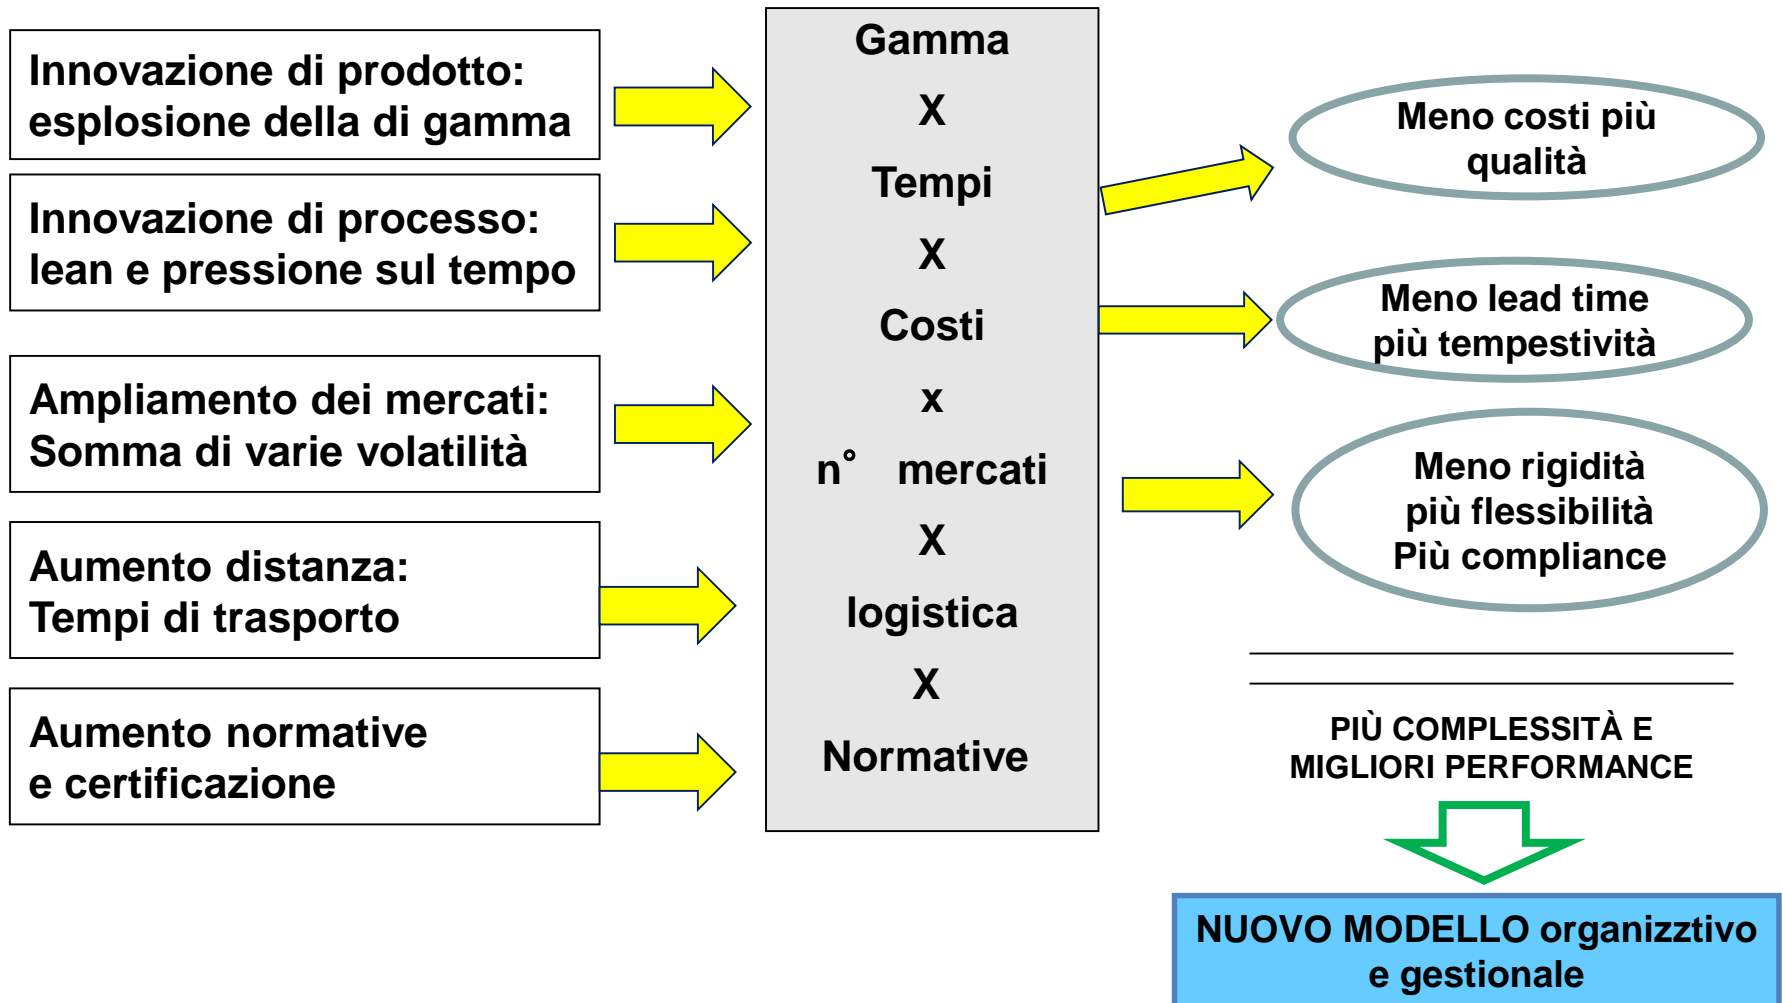 Innovazione di prodotto:
esplosione della di gamma
Innovazione di processo:
lean e pressione sul tempo
Ampliamento dei mercati:
Somma di varie volatilità
Aumento distanza:
Tempi di trasporto
Aumento normative
e certificazione
Gamma
X
Tempi
X
Costi
x
n° mercati
X
logistica
X
Normative
Meno costi più
qualità
Meno lead time
più tempestività
Meno rigidità
più flessibilità
Più compliance
PIÙ COMPLESSITÀ E
MIGLIORI PERFORMANCE
NUOVO MODELLO organizztivo
e gestionale